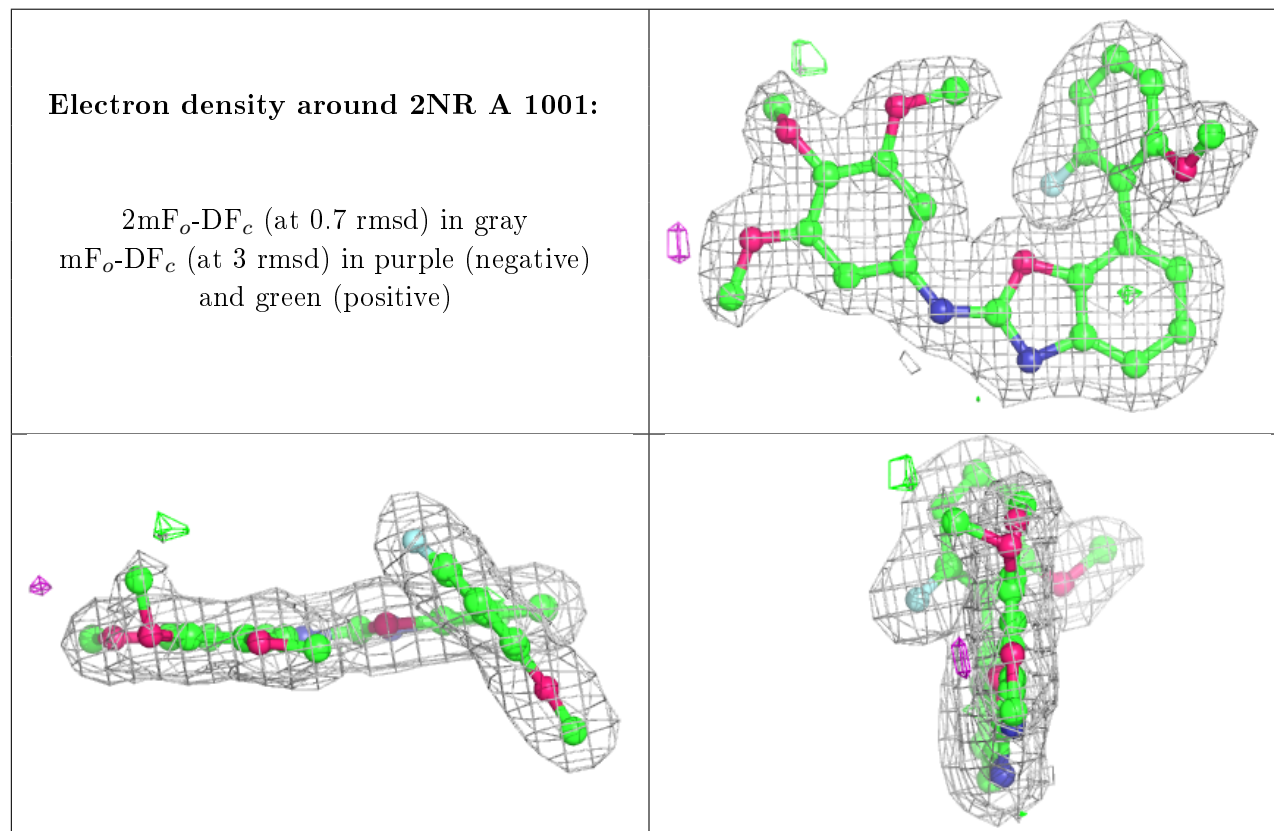 Electron density around 2NR A 1001:
2mFo-DFc (at 0.7 rmsd) in gray
mFo-DFc (at 3 rmsd) in purple (negative)
and green (positive)